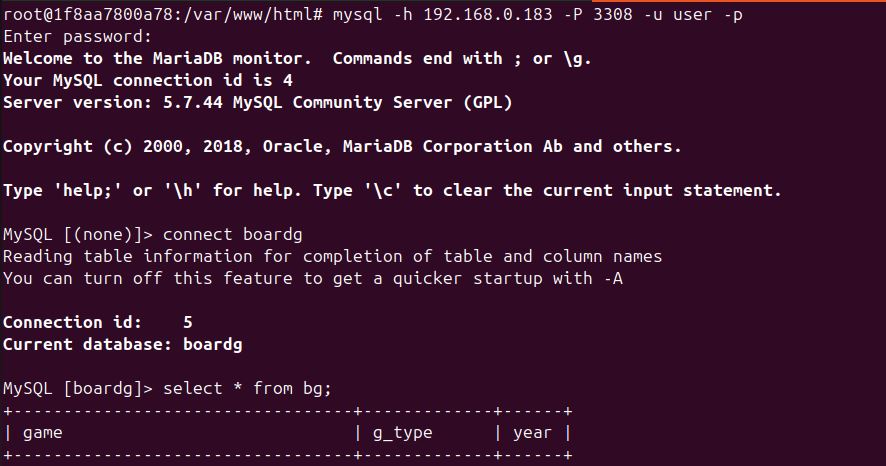 root@1f8aa7800a78:/var/www/html# mysql -h 192.168.0.183 -P 3308 -u user -p
Enter password:
Welcome to the MariaDB monitor.  Commands end with ; or \g.
Your MySQL connection id is 4
Server version: 5.7.44 MySQL Community Server (GPL)

Copyright (c) 2000, 2018, Oracle, MariaDB Corporation Ab and others.

Type 'help;' or '\h' for help. Type '\c' to clear the current input statement.

MySQL [(none)]> connect boardg
Reading table information for completion of table and column names
You can turn off this feature to get a quicker startup with -A

Connection id:    5
Current database: boardg

MySQL [boardg]> select * from bg;
+----------------------------------+-------------+------+
| game                             | g_type      | year |
+----------------------------------+-------------+------+